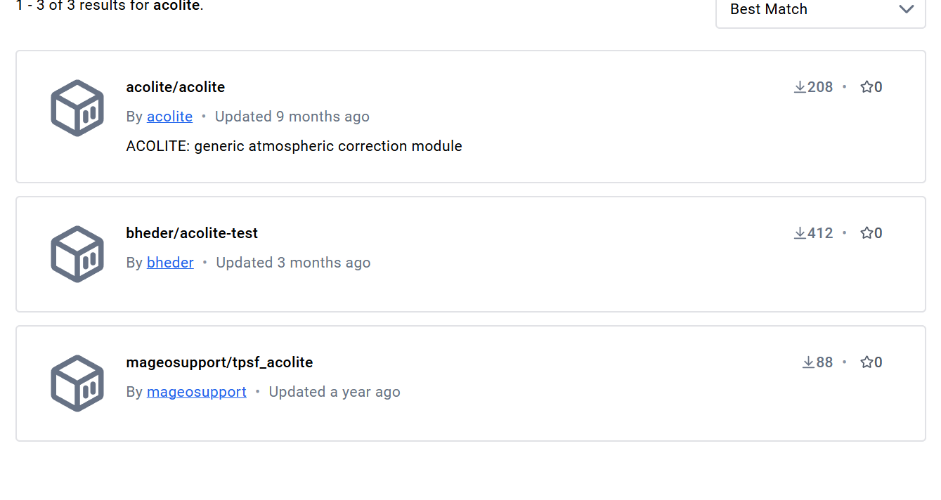 1 - 3 of 3 results for acolite.
Best Match
acolite/acolite
208 • 0
By acolite • Updated 9 months ago
ACOLITE: generic atmospheric correction module
bheder/acolite-test
412 • 0
By bheder • Updated 3 months ago
mageosupport/tpsf_acolite
88 • 0
By mageosupport • Updated a year ago